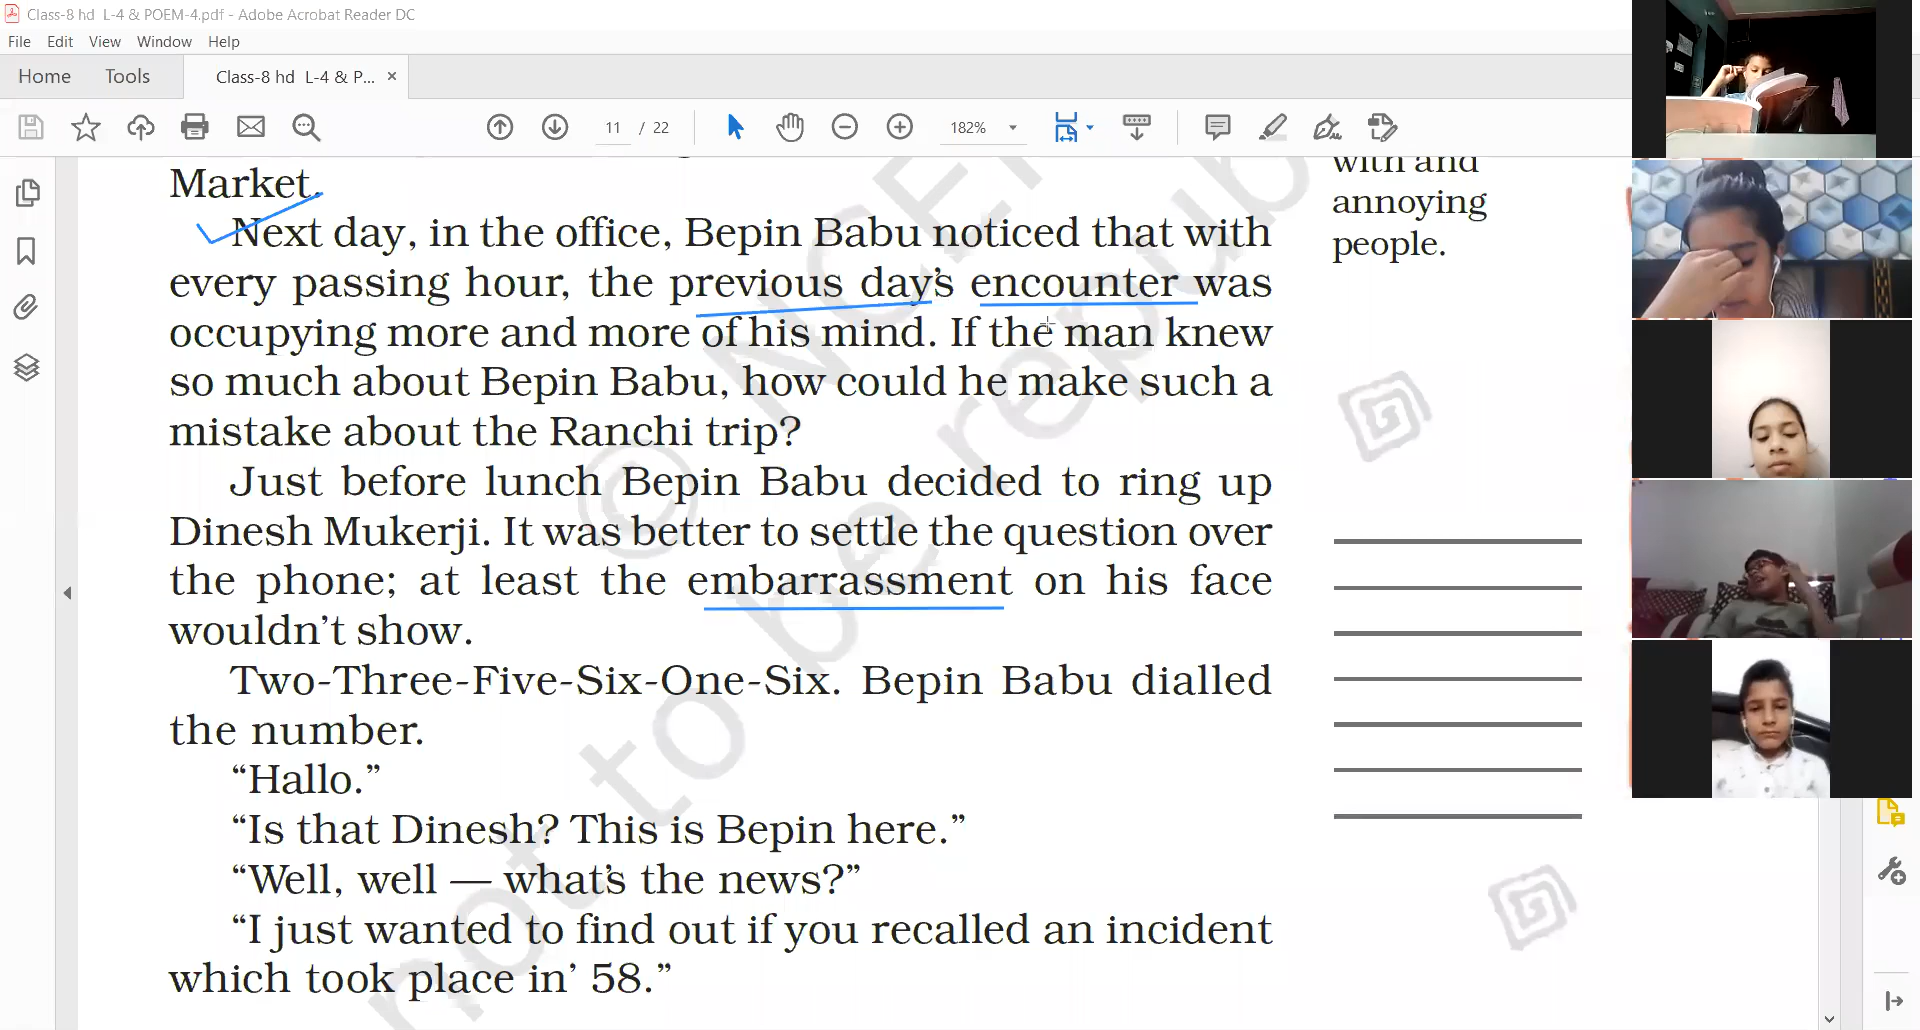 Class-8 hd L-4 & POEM-4.pdf - Adobe Acrobat Reader DC
File Edit View Window Help
Home Tools Class-8 hd L-4 & P... ×
11 / 22 182%
Market.
Next day, in the office, Bepin Babu noticed that with
every passing hour, the previous day's encounter was
occupying more and more of his mind. If the man knew
so much about Bepin Babu, how could he make such a
mistake about the Ranchi trip?
Just before lunch Bepin Babu decided to ring up
Dinesh Mukerji. It was better to settle the question over
the phone; at least the embarrassment on his face
wouldn't show.
Two-Three-Five-Six-One-Six. Bepin Babu dialled
the number.
“Hallo.”
“Is that Dinesh? This is Bepin here.”
“Well, well — what's the news?”
“I just wanted to find out if you recalled an incident
which took place in’ 58.”
with and
annoying
people.
©
not to be repub